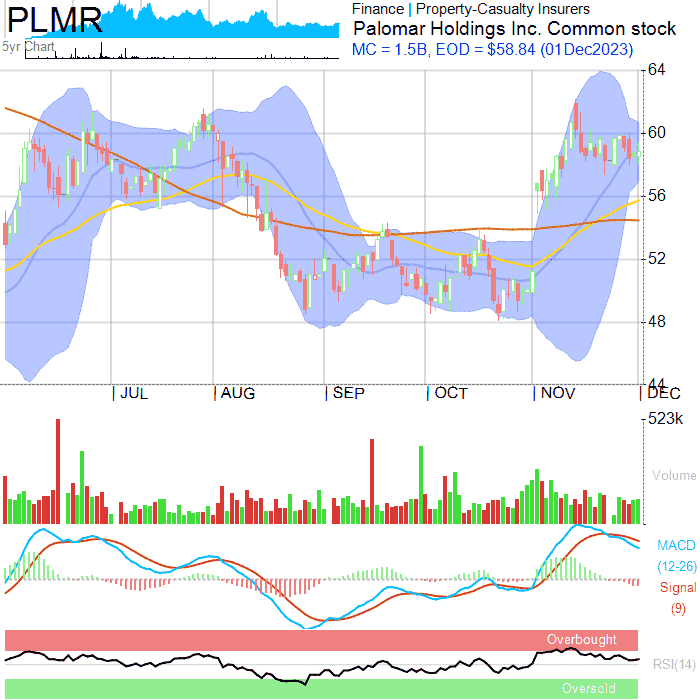 PLMR
5yr Chart
Finance | Property-Casualty Insurers
Palomar Holdings Inc. Common stock
MC = 1.5B, EOD = $58.84 (01Dec2023)
64
60
56
52
48
44
JUL AUG SEP OCT NOV DEC
523k
Volume
MACD
(12-26)
Signal
(9)
Overbought
RSI(14)
Oversold